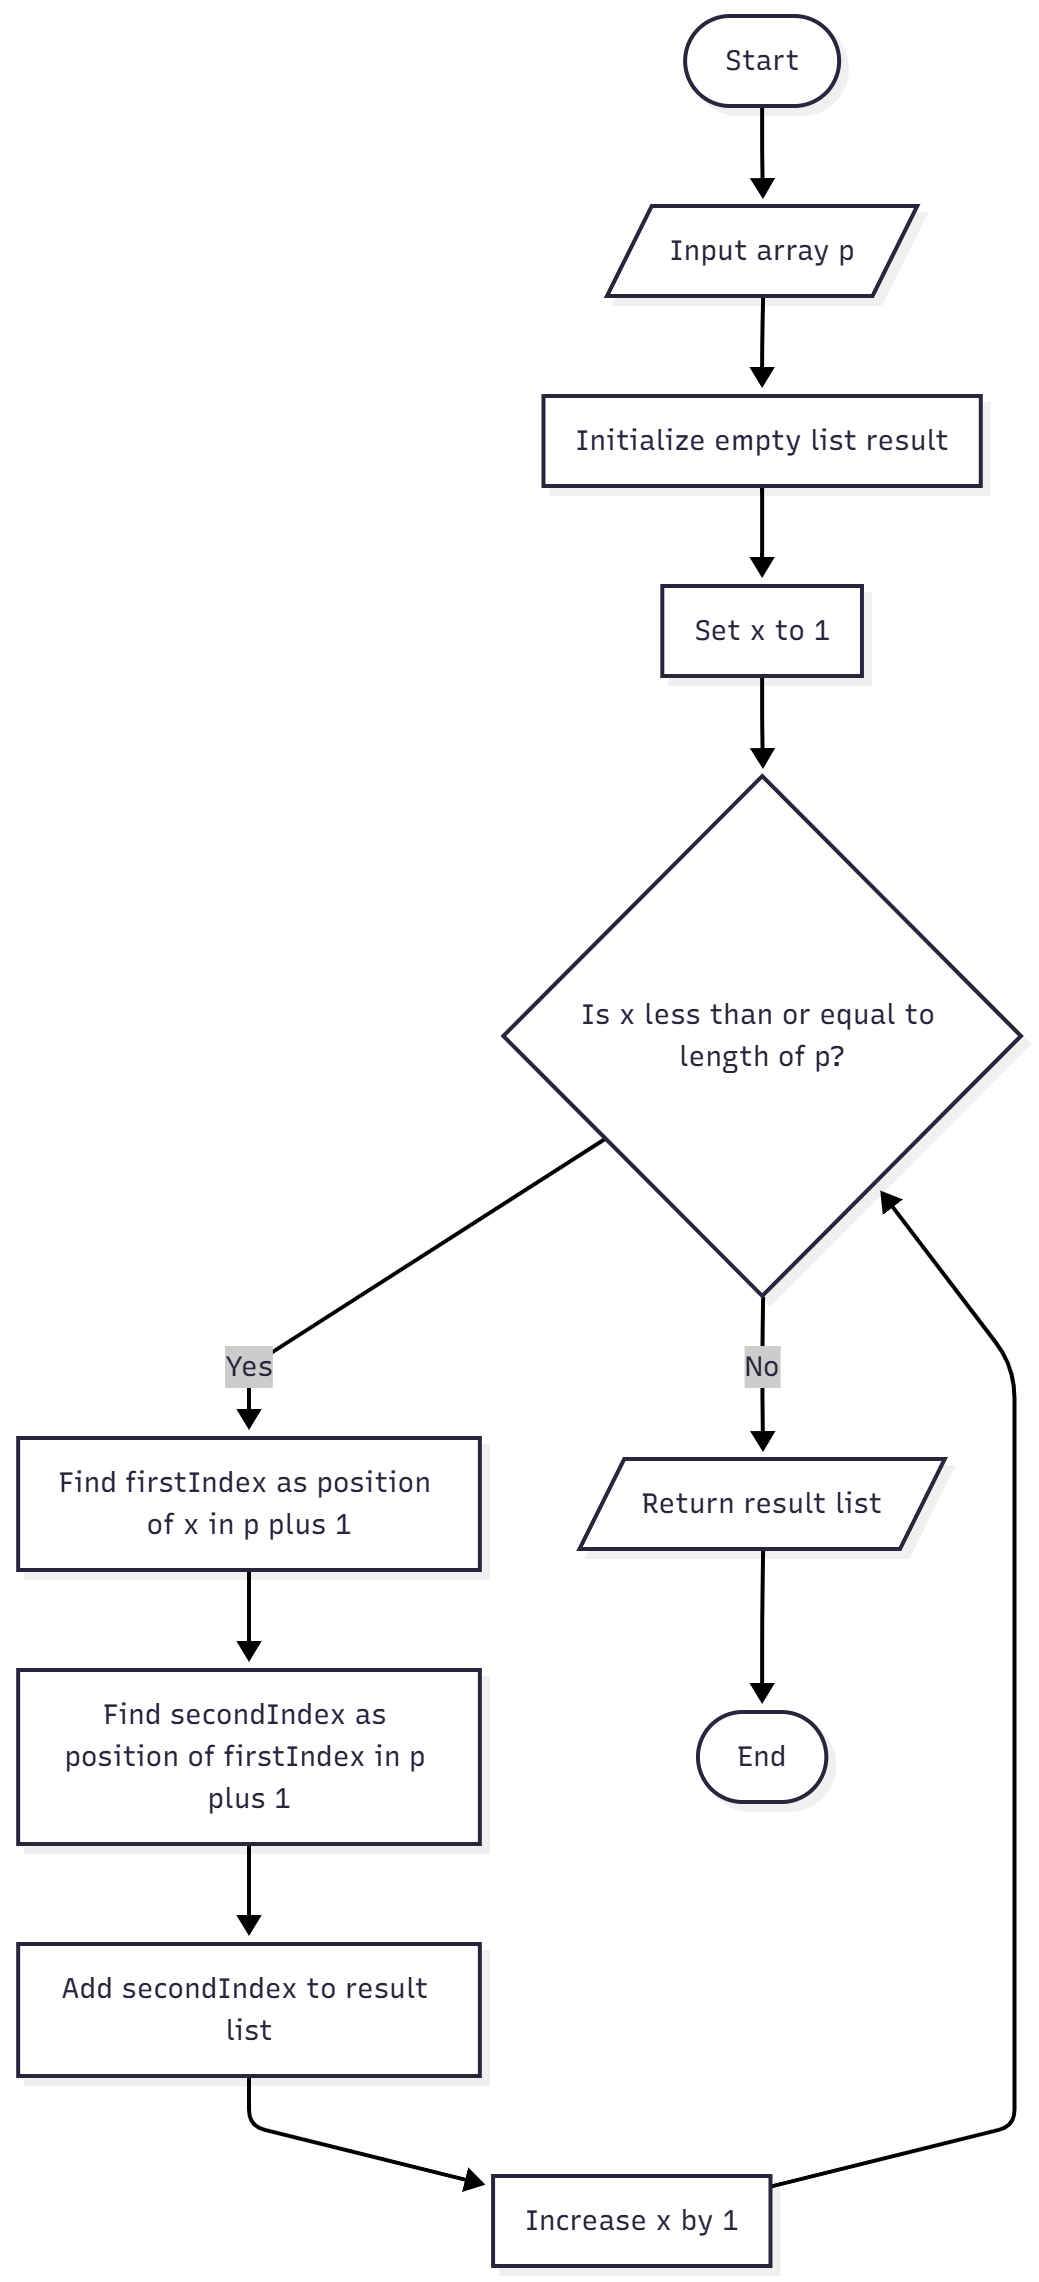 Start
Input array p
Initialize empty list result
Set x to 1
Is x less than or equal to
length of p?
Yes
No
Find firstIndex as position
of x in p plus 1
Return result list
Find secondIndex as
position of firstIndex in p
plus 1
End
Add secondIndex to result
list
Increase x by 1